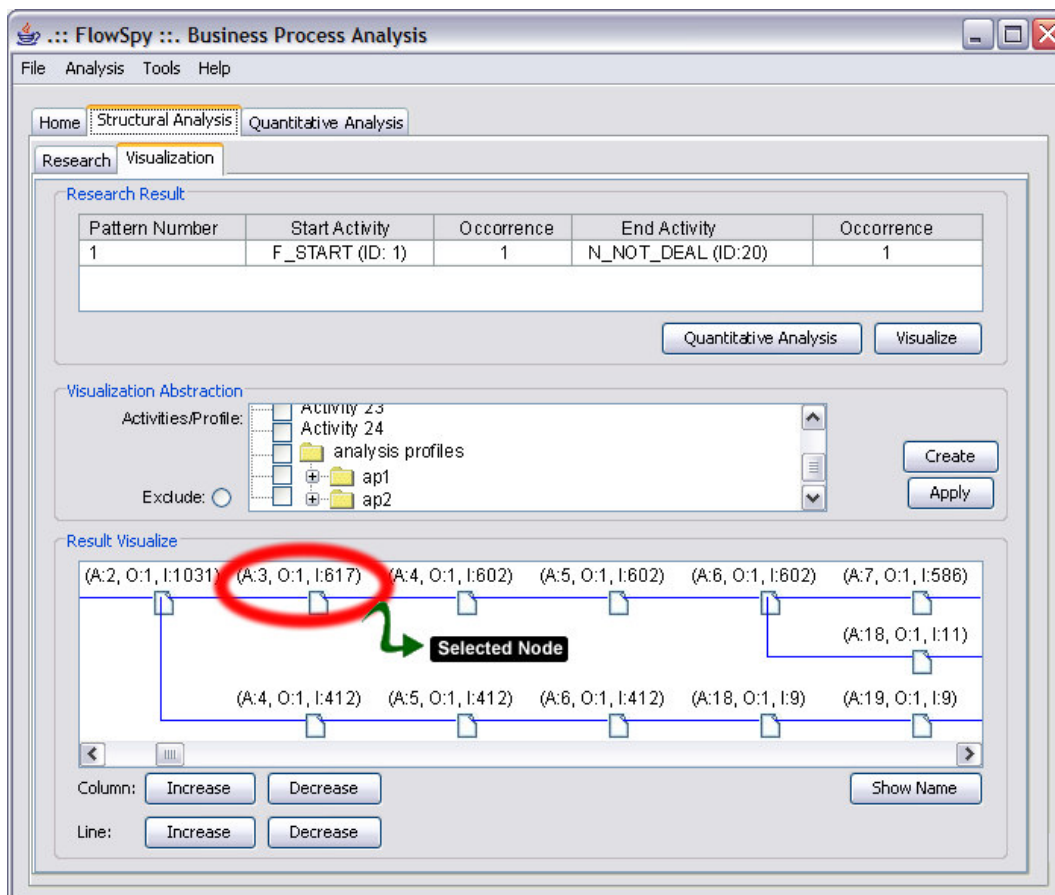 .:: FlowSpy ::. Business Process Analysis
File Analysis Tools Help
Home Structural Analysis Quantitative Analysis
Research Visualization
Research Result
Pattern Number Start Activity Occorrence End Activity Occorrence
1 F_START (ID: 1) 1 N_NOT_DEAL (ID:20) 1
Quantitative Analysis Visualize
Visualization Abstraction
Activities/Profile: Activity 23
Activity 24
analysis profiles
ap1
ap2
Exclude:
Create
Apply
Result Visualize
(A:2, O:1, I:1031) (A:3, O:1, I:617) (A:4, O:1, I:602) (A:5, O:1, I:602) (A:6, O:1, I:602) (A:7, O:1, I:586)
Selected Node
(A:18, O:1, I:11)
(A:4, O:1, I:412) (A:5, O:1, I:412) (A:6, O:1, I:412) (A:18, O:1, I:9) (A:19, O:1, I:9)
Column: Increase Decrease Show Name
Line: Increase Decrease